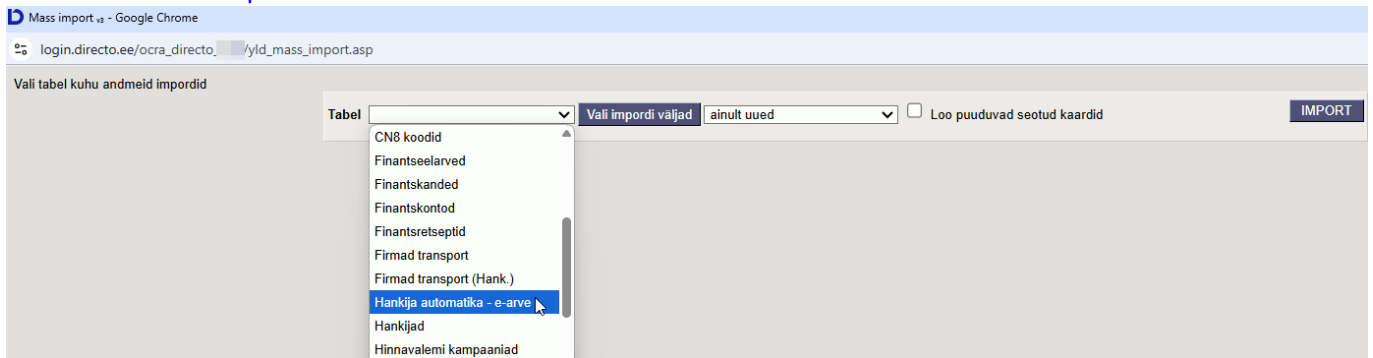 Mass import v3 - Google Chrome
login.directo.ee/ocra_directo_ /yld_mass_import.asp
Vali tabel kuhu andmeid impordid
Tabel Vali impordi väljad ainult uued Loo puuduvad seotud kaardid IMPORT
CN8 koodid
Finantseelarved
Finantskanded
Finantskontod
Finantsretseptid
Firmad transport
Firmad transport (Hank.)
Hankija automatika - e-arve
Hankijad
Hinnavalemi kampaaniad